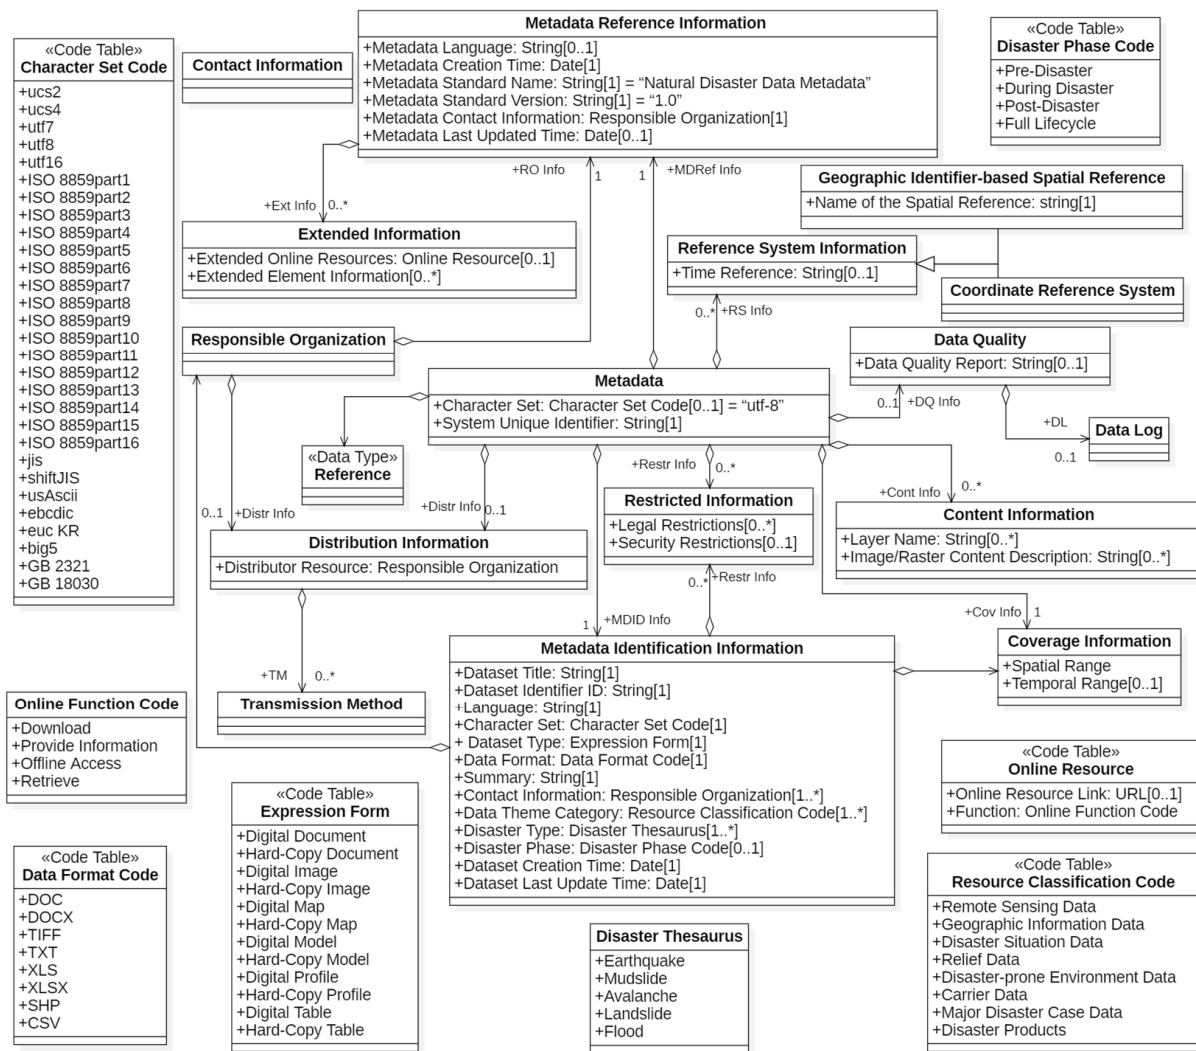 «Code Table»
Character Set Code
+ucs2
+ucs4
+utf7
+utf8
+utf16
+ISO 8859part1
+ISO 8859part2
+ISO 8859part3
+ISO 8859part4
+ISO 8859part5
+ISO 8859part6
+ISO 8859part7
+ISO 8859part8
+ISO 8859part9
+ISO 8859part10
+ISO 8859part11
+ISO 8859part12
+ISO 8859part13
+ISO 8859part14
+ISO 8859part15
+ISO 8859part16
+jis
+shiftJIS
+usAscii
+ebcdic
+euc KR
+big5
+GB 2321
+GB 18030
Contact Information
Metadata Reference Information
+Metadata Language: String[0..1]
+Metadata Creation Time: Date[1]
+Metadata Standard Name: String[1] = “Natural Disaster Data Metadata”
+Metadata Standard Version: String[1] = “1.0”
+Metadata Contact Information: Responsible Organization[1]
+Metadata Last Updated Time: Date[0..1]
«Code Table»
Disaster Phase Code
+Pre-Disaster
+During Disaster
+Post-Disaster
+Full Lifecycle
+RO Info
1
1
+MDRef Info
+Ext Info
0..*
Geographic Identifier-based Spatial Reference
+Name of the Spatial Reference: string[1]
Extended Information
+Extended Online Resources: Online Resource[0..1]
+Extended Element Information[0..*]
Reference System Information
+Time Reference: String[0..1]
Coordinate Reference System
0..*
+RS Info
Responsible Organization
Data Quality
+Data Quality Report: String[0..1]
Metadata
+Character Set: Character Set Code[0..1] = “utf-8”
+System Unique Identifier: String[1]
0..1
+DQ Info
+DL
0..1
Data Log
«Data Type»
Reference
+Restr Info
0..*
Restricted Information
+Legal Restrictions[0..*]
+Security Restrictions[0..1]
+Cont Info
0..*
Content Information
+Layer Name: String[0..*]
+Image/Raster Content Description: String[0..*]
0..1
+Distr Info
+Distr Info
0..1
Distribution Information
+Distributor Resource: Responsible Organization
0..*
+Restr Info
1
+MDID Info
+Cov Info
1
Coverage Information
+Spatial Range
+Temporal Range[0..1]
Metadata Identification Information
+Dataset Title: String[1]
+Dataset Identifier ID: String[1]
+Language: String[1]
+Character Set: Character Set Code[1]
+ Dataset Type: Expression Form[1]
+Data Format: Data Format Code[1]
+Summary: String[1]
+Contact Information: Responsible Organization[1..*]
+Data Theme Category: Resource Classification Code[1..*]
+Disaster Type: Disaster Thesaurus[1..*]
+Disaster Phase: Disaster Phase Code[0..1]
+Dataset Creation Time: Date[1]
+Dataset Last Update Time: Date[1]
+TM
0..*
Transmission Method
Online Function Code
+Download
+Provide Information
+Offline Access
+Retrieve
«Code Table»
Online Resource
+Online Resource Link: URL[0..1]
+Function: Online Function Code
«Code Table»
Expression Form
+Digital Document
+Hard-Copy Document
+Digital Image
+Hard-Copy Image
+Digital Map
+Hard-Copy Map
+Digital Model
+Hard-Copy Model
+Digital Profile
+Hard-Copy Profile
+Digital Table
+Hard-Copy Table
«Code Table»
Data Format Code
+DOC
+DOCX
+TIFF
+TXT
+XLS
+XLSX
+SHP
+CSV
Disaster Thesaurus
+Earthquake
+Mudslide
+Avalanche
+Landslide
+Flood
«Code Table»
Resource Classification Code
+Remote Sensing Data
+Geographic Information Data
+Disaster Situation Data
+Relief Data
+Disaster-prone Environment Data
+Carrier Data
+Major Disaster Case Data
+Disaster Products